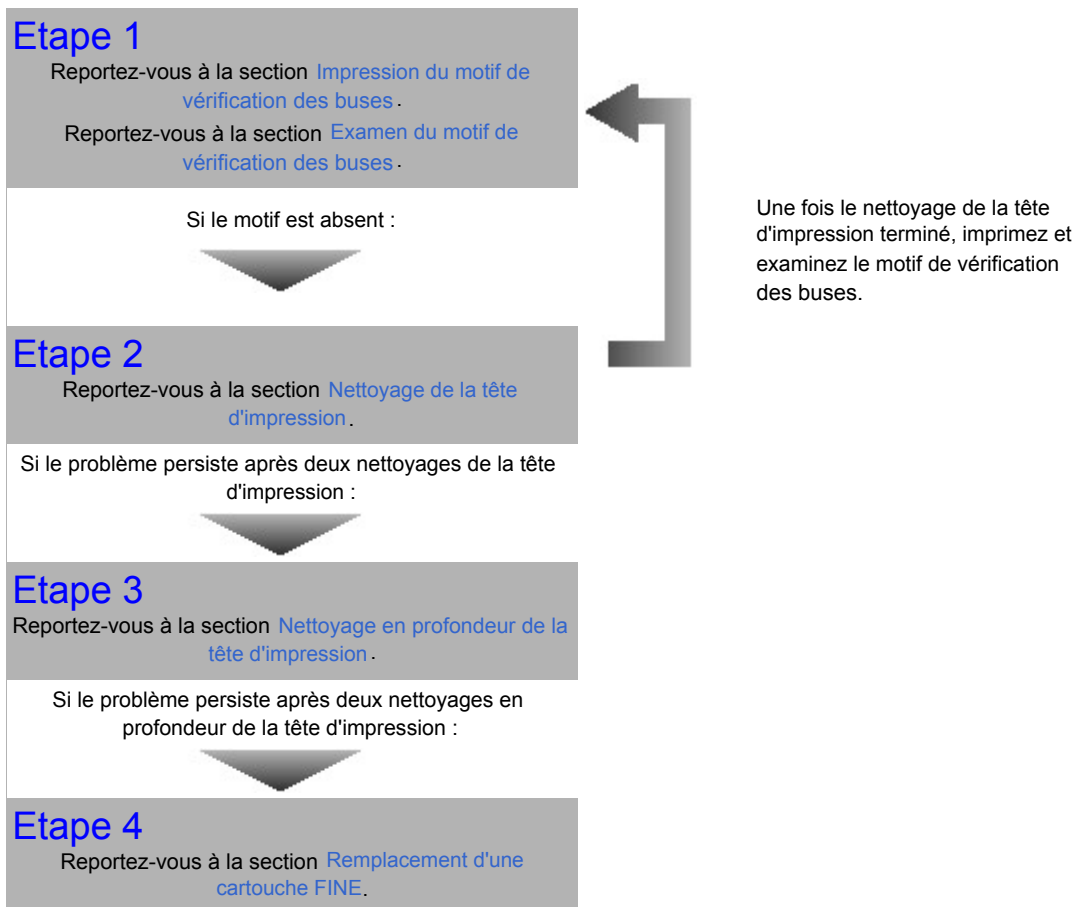 Etape 1
Reportez-vous à la section Impression du motif de
vérification des buses.
Reportez-vous à la section Examen du motif de
vérification des buses.
Si le motif est absent :
Une fois le nettoyage de la tête
d'impression terminé, imprimez et
examinez le motif de vérification
des buses.
Etape 2
Reportez-vous à la section Nettoyage de la tête
d'impression.
Si le problème persiste après deux nettoyages de la tête
d'impression :
Etape 3
Reportez-vous à la section Nettoyage en profondeur de la
tête d'impression.
Si le problème persiste après deux nettoyages en
profondeur de la tête d'impression :
Etape 4
Reportez-vous à la section Remplacement d'une
cartouche FINE.